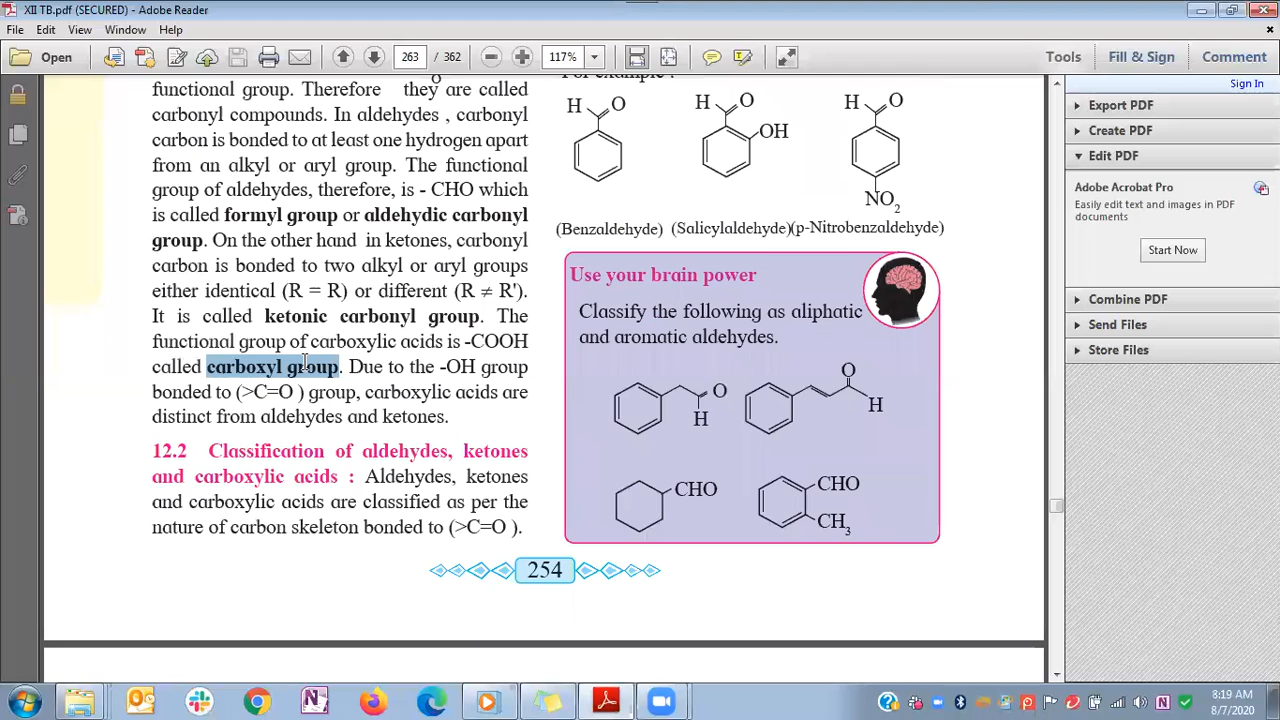 XII TB.pdf (SECURED) - Adobe Reader
File Edit View Window Help
Open 263 / 362 117% Tools Fill & Sign Comment
Sign In
Export PDF
Create PDF
Edit PDF
Adobe Acrobat Pro
Easily edit text and images in PDF
documents
Start Now
Combine PDF
Send Files
Store Files
functional group. Therefore they are called
carbonyl compounds. In aldehydes , carbonyl
carbon is bonded to at least one hydrogen apart
from an alkyl or aryl group. The functional
group of aldehydes, therefore, is - CHO which
is called formyl group or aldehydic carbonyl
group. On the other hand in ketones, carbonyl
carbon is bonded to two alkyl or aryl groups
either identical (R = R) or different (R ≠ R').
It is called ketonic carbonyl group. The
functional group of carboxylic acids is -COOH
called carboxyl group. Due to the -OH group
bonded to (>C=O ) group, carboxylic acids are
distinct from aldehydes and ketones.
12.2 Classification of aldehydes, ketones
and carboxylic acids : Aldehydes, ketones
and carboxylic acids are classified as per the
nature of carbon skeleton bonded to (>C=O ).
For example :
H O H O H O
OH
NO2
(Benzaldehyde) (Salicylaldehyde)(p-Nitrobenzaldehyde)
Use your brain power
Classify the following as aliphatic
and aromatic aldehydes.
O H O H
CHO CHO
CH3
254
8:19 AM
8/7/2020